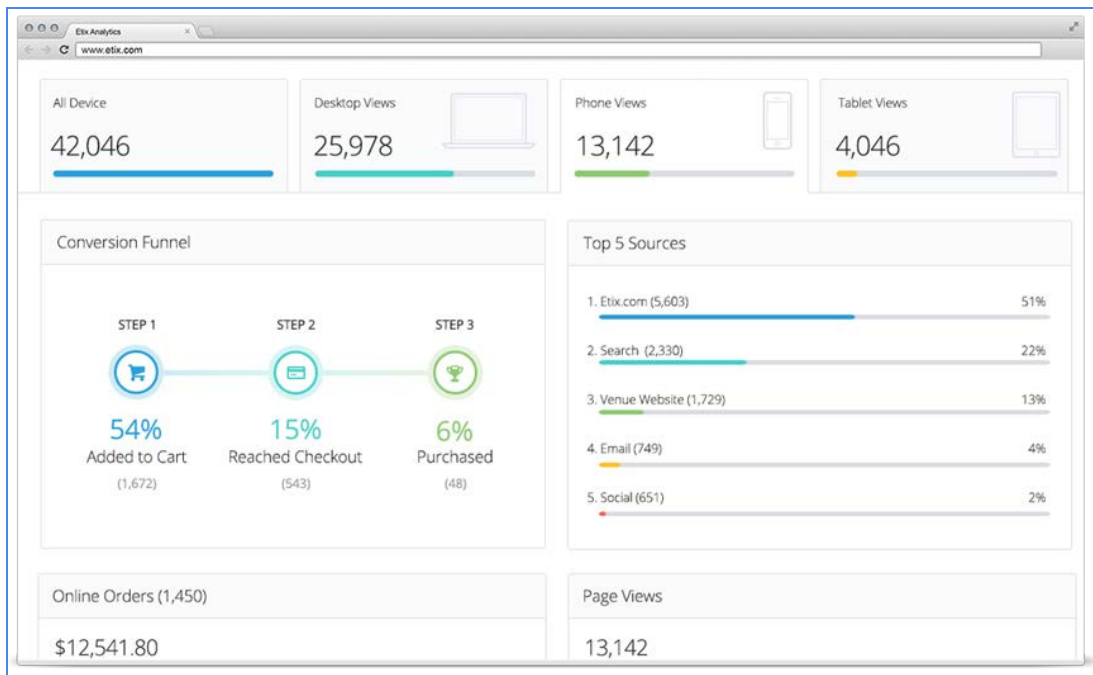 Etix Analytics
www.etix.com
All Device
42,046
Desktop Views
25,978
Phone Views
13,142
Tablet Views
4,046
Conversion Funnel
STEP 1
STEP 2
STEP 3
54%
15%
6%
Added to Cart
Reached Checkout
Purchased
(1,672)
(543)
(48)
Top 5 Sources
1. Etix.com (5,603) 51%
2. Search (2,330) 22%
3. Venue Website (1,729) 13%
4. Email (749) 4%
5. Social (651) 2%
Online Orders (1,450)
$12,541.80
Page Views
13,142